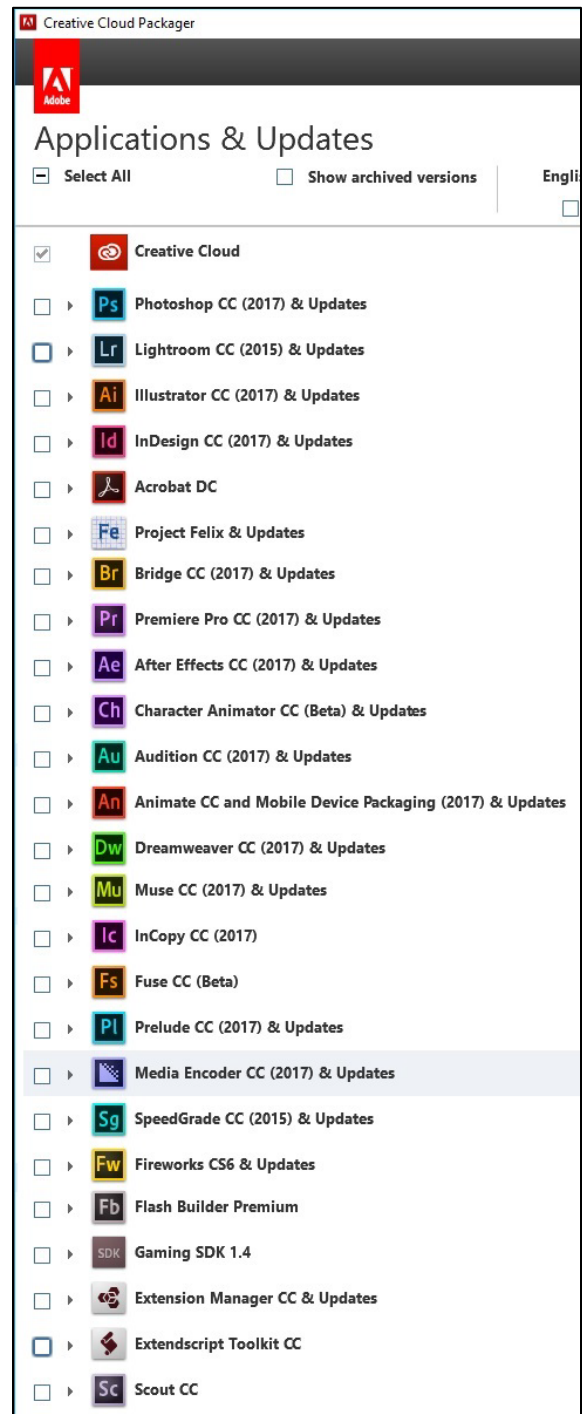 Creative Cloud Packager
Adobe
Applications & Updates
Select All Show archived versions
Creative Cloud
Ps Photoshop CC (2017) & Updates
Lr Lightroom CC (2015) & Updates
Ai Illustrator CC (2017) & Updates
Id InDesign CC (2017) & Updates
Acrobat DC
Fe Project Felix & Updates
Br Bridge CC (2017) & Updates
Pr Premiere Pro CC (2017) & Updates
Ae After Effects CC (2017) & Updates
Ch Character Animator CC (Beta) & Updates
Au Audition CC (2017) & Updates
An Animate CC and Mobile Device Packaging (2017) & Updates
Dw Dreamweaver CC (2017) & Updates
Mu Muse CC (2017) & Updates
Ic InCopy CC (2017)
Fs Fuse CC (Beta)
Pl Prelude CC (2017) & Updates
Media Encoder CC (2017) & Updates
Sg SpeedGrade CC (2015) & Updates
Fw Fireworks CS6 & Updates
Fb Flash Builder Premium
SDK Gaming SDK 1.4
Extension Manager CC & Updates
Extendscript Toolkit CC
Sc Scout CC